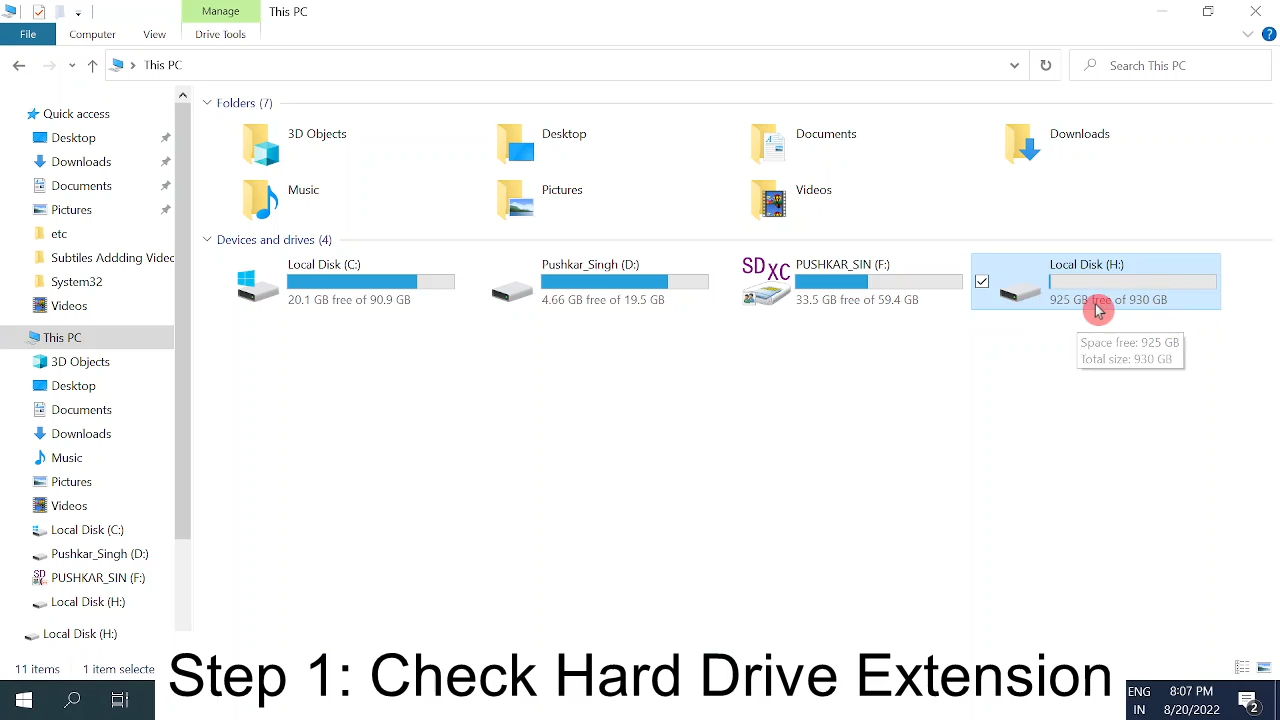 Manage
This PC
File
Computer
View
Drive Tools
This PC
Search This PC
Quick access
Desktop
Downloads
Documents
Pictures
etc
Subtiles Addding Videc
System32
Videos
This PC
3D Objects
Desktop
Documents
Downloads
Music
Pictures
Videos
Local Disk (C:)
Pushkar_Singh (D:)
PUSHKAR_SIN (F:)
Local Disk (H:)
Local Disk (H:)
Folders (7)
3D Objects
Desktop
Documents
Downloads
Music
Pictures
Videos
Devices and drives (4)
Local Disk (C:)
20.1 GB free of 90.9 GB
Pushkar_Singh (D:)
4.66 GB free of 19.5 GB
SD XC
PUSHKAR_SIN (F:)
33.5 GB free of 59.4 GB
Local Disk (H:)
925 GB free of 930 GB
Space free: 925 GB
Total size: 930 GB
11 items
1 item selecte
Step 1: Check Hard Drive Extension
ENG
IN
8:07 PM
8/20/2022
2